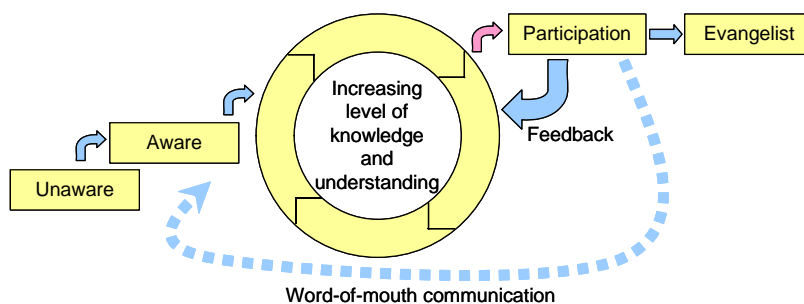 Participation
Evangelist
Increasing
level of
knowledge
and
understanding
Feedback
Aware
Unaware
Word-of-mouth communication